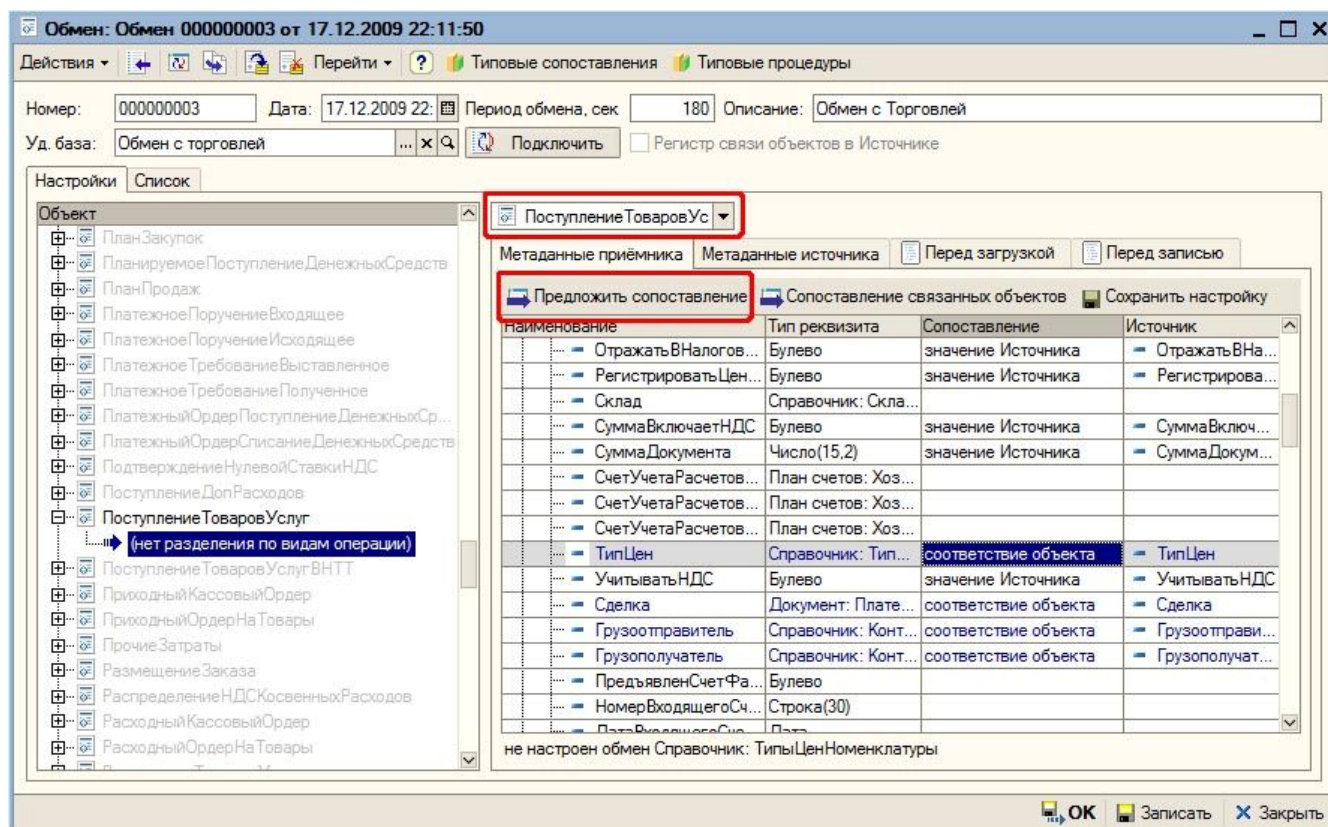 Обмен: Обмен 000000003 от 17.12.2009 22:11:50
Действия Перейти ? Типовые сопоставления Типовые процедуры
Номер: 000000003 Дата: 17.12.2009 22: Период обмена, сек 180 Описание: Обмен с Торговлей
Уд. база: Обмен с торговлей ... Подключить Регистр связи объектов в Источнике
Настройки Список
Объект
ПланЗакупок
ПланируемоеПоступлениеДенежныхСредств
ПланПродаж
ПлатежноеПоручениеВходящее
ПлатежноеПоручениеИсходящее
ПлатежноеТребованиеВыставленное
ПлатежноеТребованиеПолученное
ПлатежныйОрдерПоступлениеДенежныхСр...
ПлатежныйОрдерСписаниеДенежныхСредств
ПодтверждениеНулевойСтавкиНДС
ПоступлениеДопРасходов
ПоступлениеТоваровУслуг
(нет разделения по видам операции)
ПоступлениеТоваровУслугВНТТ
ПриходныйКассовыйОрдер
ПриходныйОрдерНаТовары
ПрочиеЗатраты
РазмещениеЗаказа
РаспределениеНДСКосвенныхРасходов
РасходныйКассовыйОрдер
РасходныйОрдерНаТовары
ПоступлениеТоваровУс
Метаданные приёмника Метаданные источника Перед загрузкой Перед записью
Предложить сопоставление Сопоставление связанных объектов Сохранить настройку
Наименование Тип реквизита Сопоставление Источник
ОтражатьВНалогов... Булево значение Источника ОтражатьВНа...
РегистрироватьЦен... Булево значение Источника Регистрирова...
Склад Справочник: Скла...
СуммаВключаетНДС Булево значение Источника СуммаВключ...
СуммаДокумента Число(15,2) значение Источника СуммаДокум...
СчетУчетаРасчетов... План счетов: Хоз...
СчетУчетаРасчетов... План счетов: Хоз...
СчетУчетаРасчетов... План счетов: Хоз...
ТипЦен Справочник: Тип... соответствие объекта ТипЦен
УчитыватьНДС Булево значение Источника УчитыватьНДС
Сделка Документ: Плате... соответствие объекта Сделка
Грузоотправитель Справочник: Конт... соответствие объекта Грузоотправи...
Грузополучатель Справочник: Конт... соответствие объекта Грузополучат...
ПредъявленСчетФа... Булево
НомерВходящегоСч... Строка(30)
ДатаВходящегоСче... Дата
не настроен обмен Справочник: ТипыЦенНоменклатуры
OK Записать Закрыть